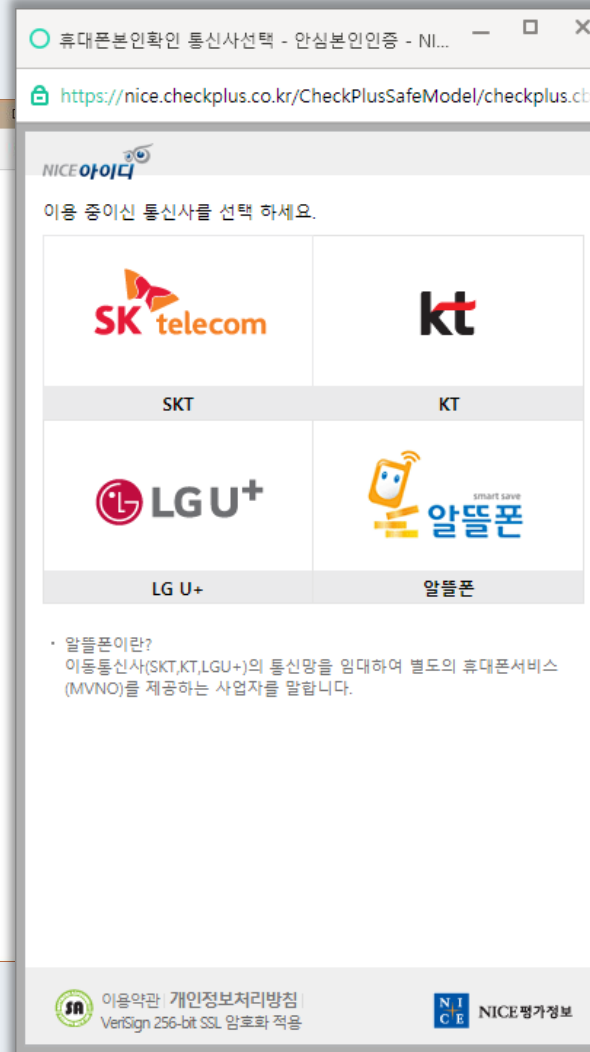 휴대폰본인확인 통신사선택 - 안심본인인증 - NI...
https://nice.checkplus.co.kr/CheckPlusSafeModel/checkplus.cb
NICE 아이디
이용 중이신 통신사를 선택 하세요.
SK telecom
kt
SKT
KT
LG U+
smart save
알뜰폰
LG U+
알뜰폰
· 알뜰폰이란?
이동통신사(SKT,KT,LGU+)의 통신망을 임대하여 별도의 휴대폰서비스
(MVNO)를 제공하는 사업자를 말합니다.
SA
이용약관 | 개인정보처리방침 |
VeriSign 256-bit SSL 암호화 적용
NICE
NICE평가정보